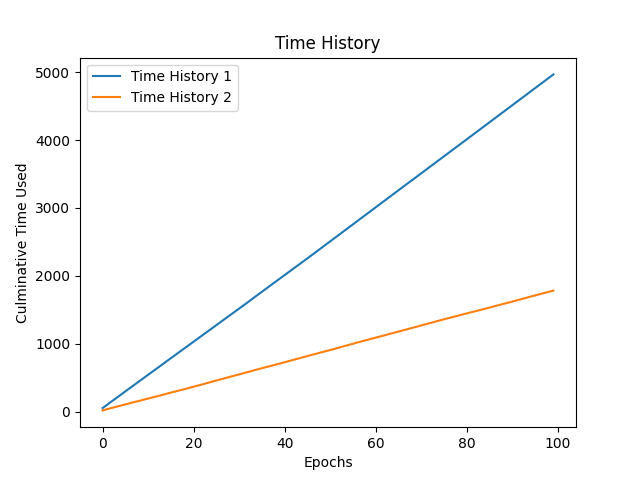 Time History
Time History 1
Time History 2
5000
4000
3000
2000
1000
0
Culminative Time Used
0 20 40 60 80 100
Epochs